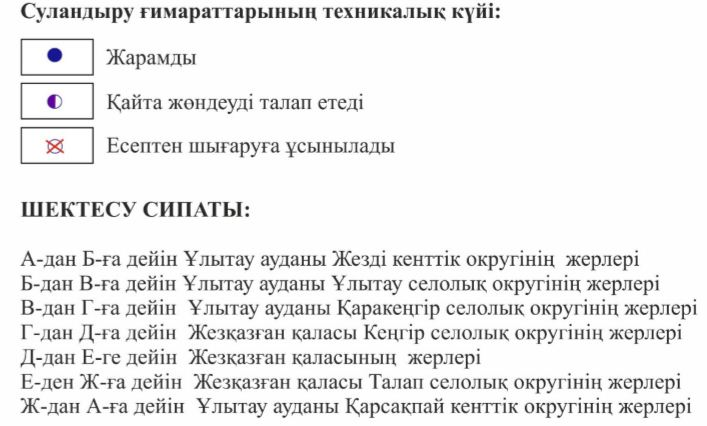 Суландыру ғимараттарының техникалық күйі:
Жарамды
Қайта жөндеуді талап етеді
Есептен шығаруға ұсынылады
ШЕКТЕСУ СИПАТЫ:
А-дан Б-ға дейін Ұлытау ауданы Жезді кенттік округінің жерлері
Б-дан В-ға дейін Ұлытау ауданы Ұлытау селолық округінің жерлері
В-дан Г-ға дейін Ұлытау ауданы Қаракеңгір селолық округінің жерлері
Г-дан Д-ға дейін Жезқазған қаласы Кеңгір селолық округінің жерлері
Д-дан Е-ге дейін Жезқазған қаласының жерлері
Е-ден Ж-ға дейін Жезқазған қаласы Талап селолық округінің жерлері
Ж-дан А-ға дейін Ұлытау ауданы Қарсақпай кенттік округінің жерлері